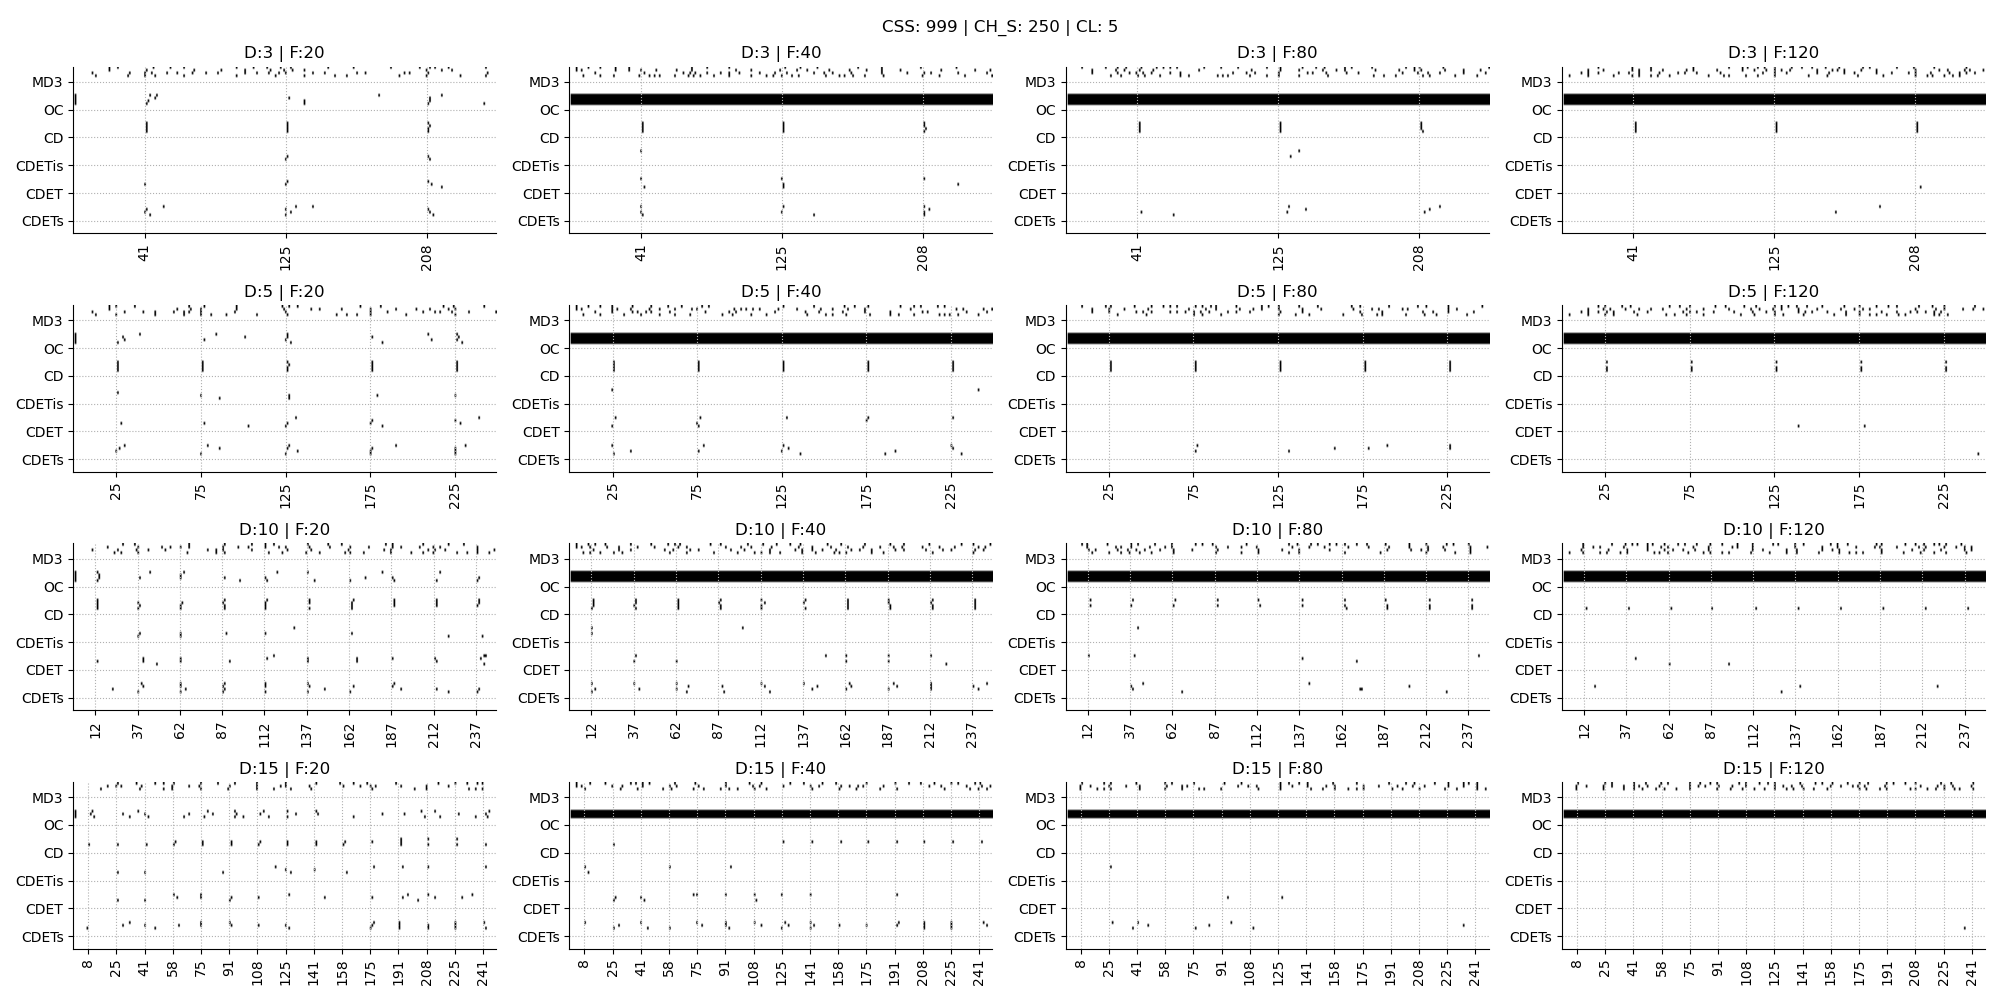 CSS: 999 | CH_S: 250 | CL: 5
D:3 | F:20 D:3 | F:40 D:3 | F:80 D:3 | F:120
MD3 MD3 MD3 MD3
OC OC OC OC
CD CD CD CD
CDETis CDETis CDETis CDETis
CDET CDET CDET CDET
CDETs CDETs CDETs CDETs
41 125 208 41 125 208 41 125 208 41 125 208
D:5 | F:20 D:5 | F:40 D:5 | F:80 D:5 | F:120
MD3 MD3 MD3 MD3
OC OC OC OC
CD CD CD CD
CDETis CDETis CDETis CDETis
CDET CDET CDET CDET
CDETs CDETs CDETs CDETs
25 75 125 175 225 25 75 125 175 225 25 75 125 175 225 25 75 125 175 225
D:10 | F:20 D:10 | F:40 D:10 | F:80 D:10 | F:120
MD3 MD3 MD3 MD3
OC OC OC OC
CD CD CD CD
CDETis CDETis CDETis CDETis
CDET CDET CDET CDET
CDETs CDETs CDETs CDETs
12 37 62 87 112 137 162 187 212 237 12 37 62 87 112 137 162 187 212 237 12 37 62 87 112 137 162 187 212 237 12 37 62 87 112 137 162 187 212 237
D:15 | F:20 D:15 | F:40 D:15 | F:80 D:15 | F:120
MD3 MD3 MD3 MD3
OC OC OC OC
CD CD CD CD
CDETis CDETis CDETis CDETis
CDET CDET CDET CDET
CDETs CDETs CDETs CDETs
8 25 41 58 75 91 108 125 141 158 175 191 208 225 241 8 25 41 58 75 91 108 125 141 158 175 191 208 225 241 8 25 41 58 75 91 108 125 141 158 175 191 208 225 241 8 25 41 58 75 91 108 125 141 158 175 191 208 225 241